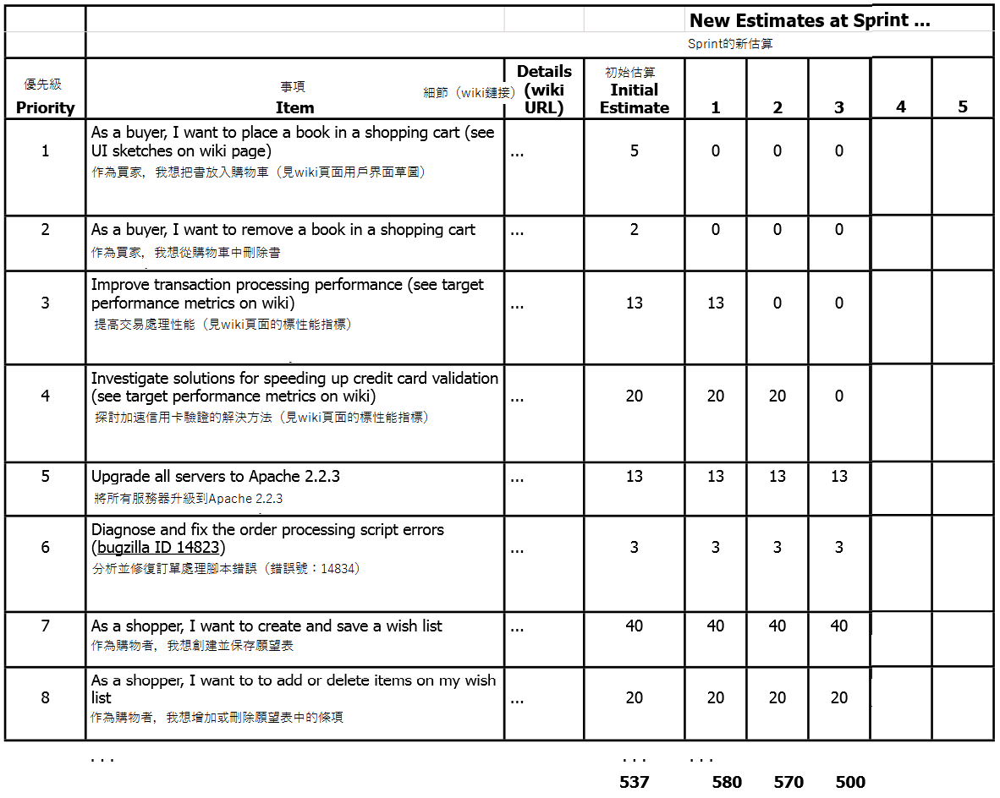 New Estimates at Sprint ...
Sprint的新估算
優先級
Priority
事項
Item
細節（wiki鏈接）
Details
(wiki
URL)
初始估算
Initial
Estimate
1
2
3
4
5
1
As a buyer, I want to place a book in a shopping cart (see
UI sketches on wiki page)
作為買家，我想把書放入購物車（見wiki頁面用戶界面草圖）
...
5
0
0
0
2
As a buyer, I want to remove a book in a shopping cart
作為買家，我想從購物車中刪除書
...
2
0
0
0
3
Improve transaction processing performance (see target
performance metrics on wiki)
提高交易處理性能（見wiki頁面的標性能指標）
...
13
13
0
0
4
Investigate solutions for speeding up credit card validation
(see target performance metrics on wiki)
探討加速信用卡驗證的解決方法（見wiki頁面的標性能指標）
...
20
20
20
0
5
Upgrade all servers to Apache 2.2.3
將所有服務器升級到Apache 2.2.3
...
13
13
13
13
6
Diagnose and fix the order processing script errors
(bugzilla ID 14823)
分析並修復訂單處理腳本錯誤（錯誤號：14834）
...
3
3
3
3
7
As a shopper, I want to create and save a wish list
作為購物者，我想創建並保存願望表
...
40
40
40
40
8
As a shopper, I want to to add or delete items on my wish
list
作為購物者，我想增加或刪除願望表中的條項
...
20
20
20
20
. . .
. . .
. . .
537
580
570
500